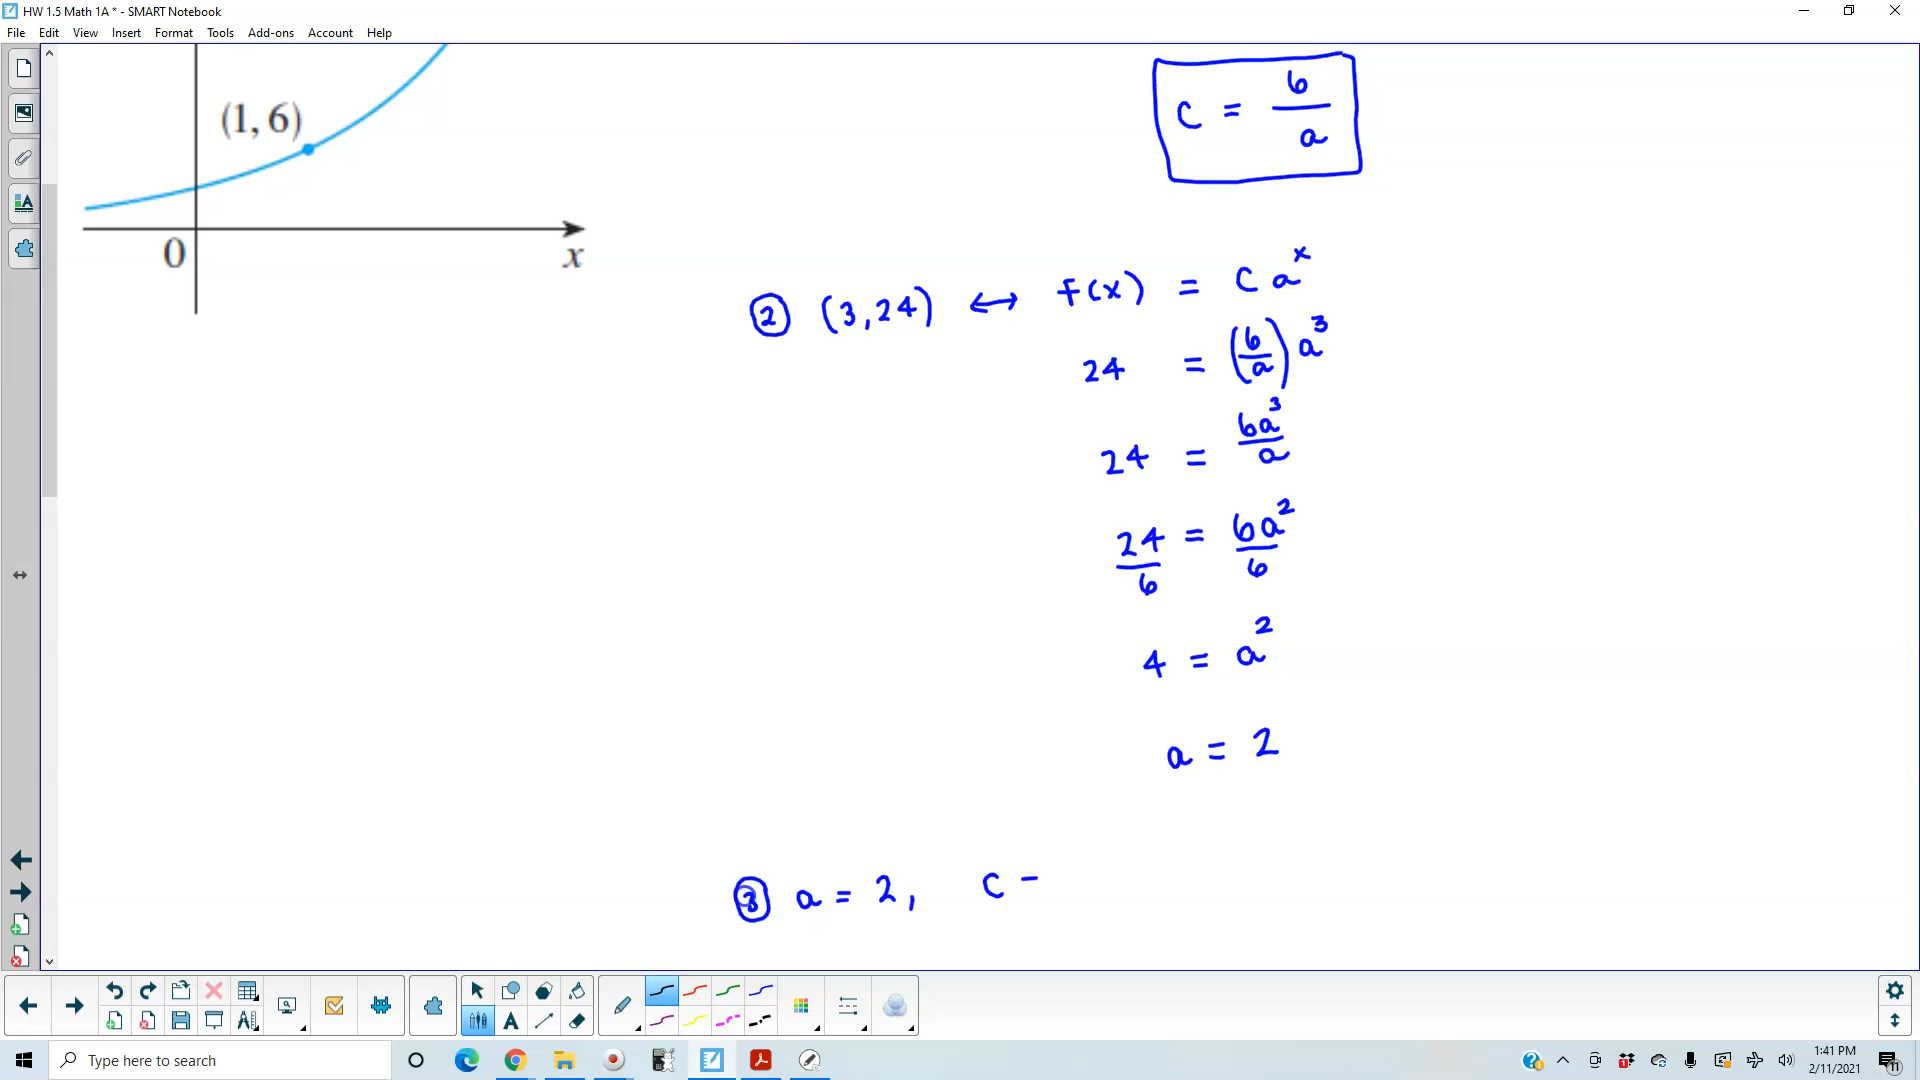 HW 1.5 Math 1A * - SMART Notebook
File Edit View Insert Format Tools Add-ons Account Help
(1, 6)
0
x
C = 6/a
② (3,24) ↔ f(x) = C a^x
24 = (6/a) a^3
24 = 6a^3/a
24/6 = 6a^2/6
4 = a^2
a = 2
③ a = 2, C -
A
Type here to search
1:41 PM
2/11/2021
11